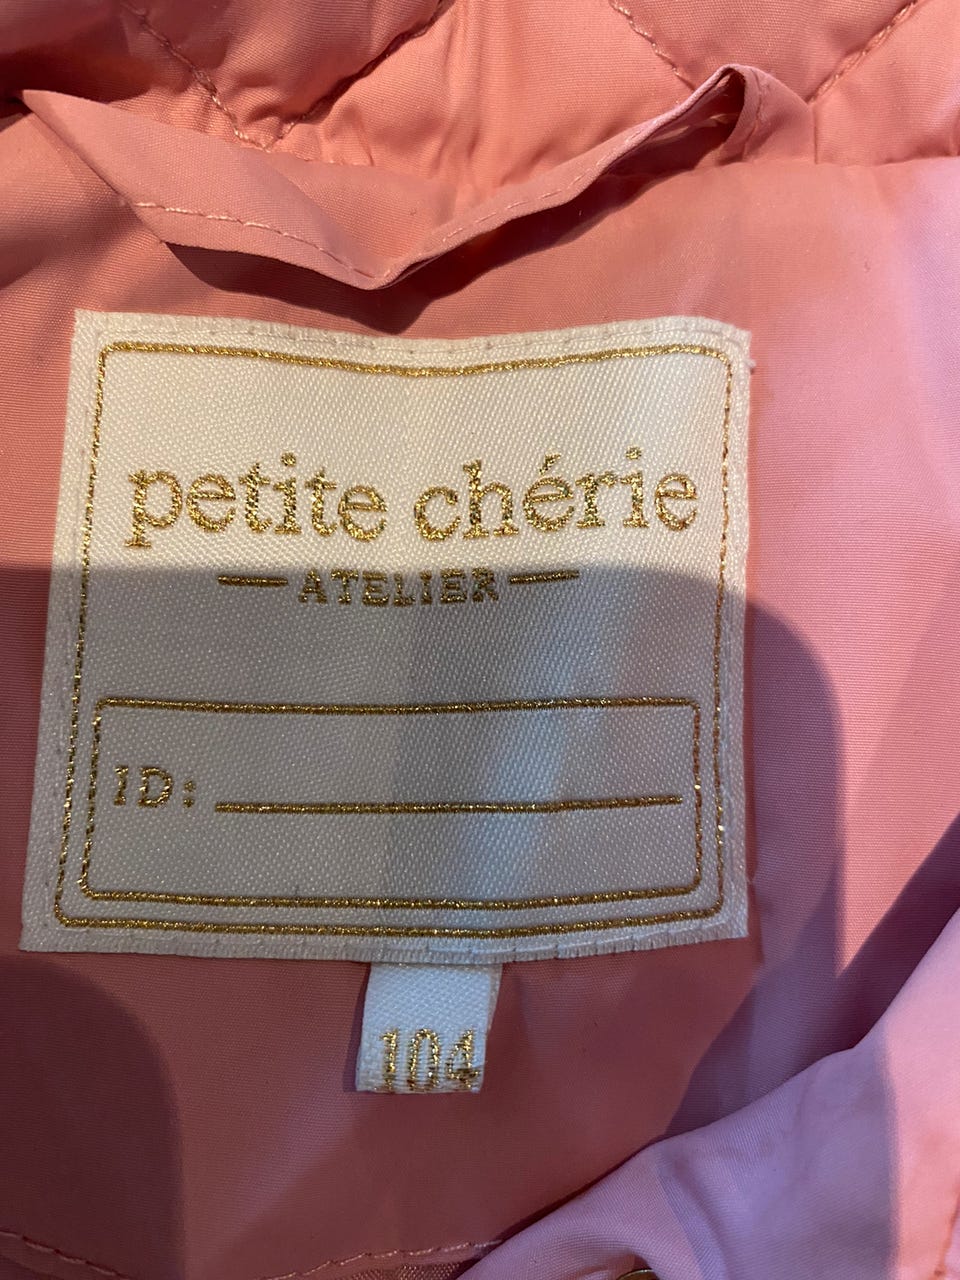 petite chérie
ATELIER
ID:
104